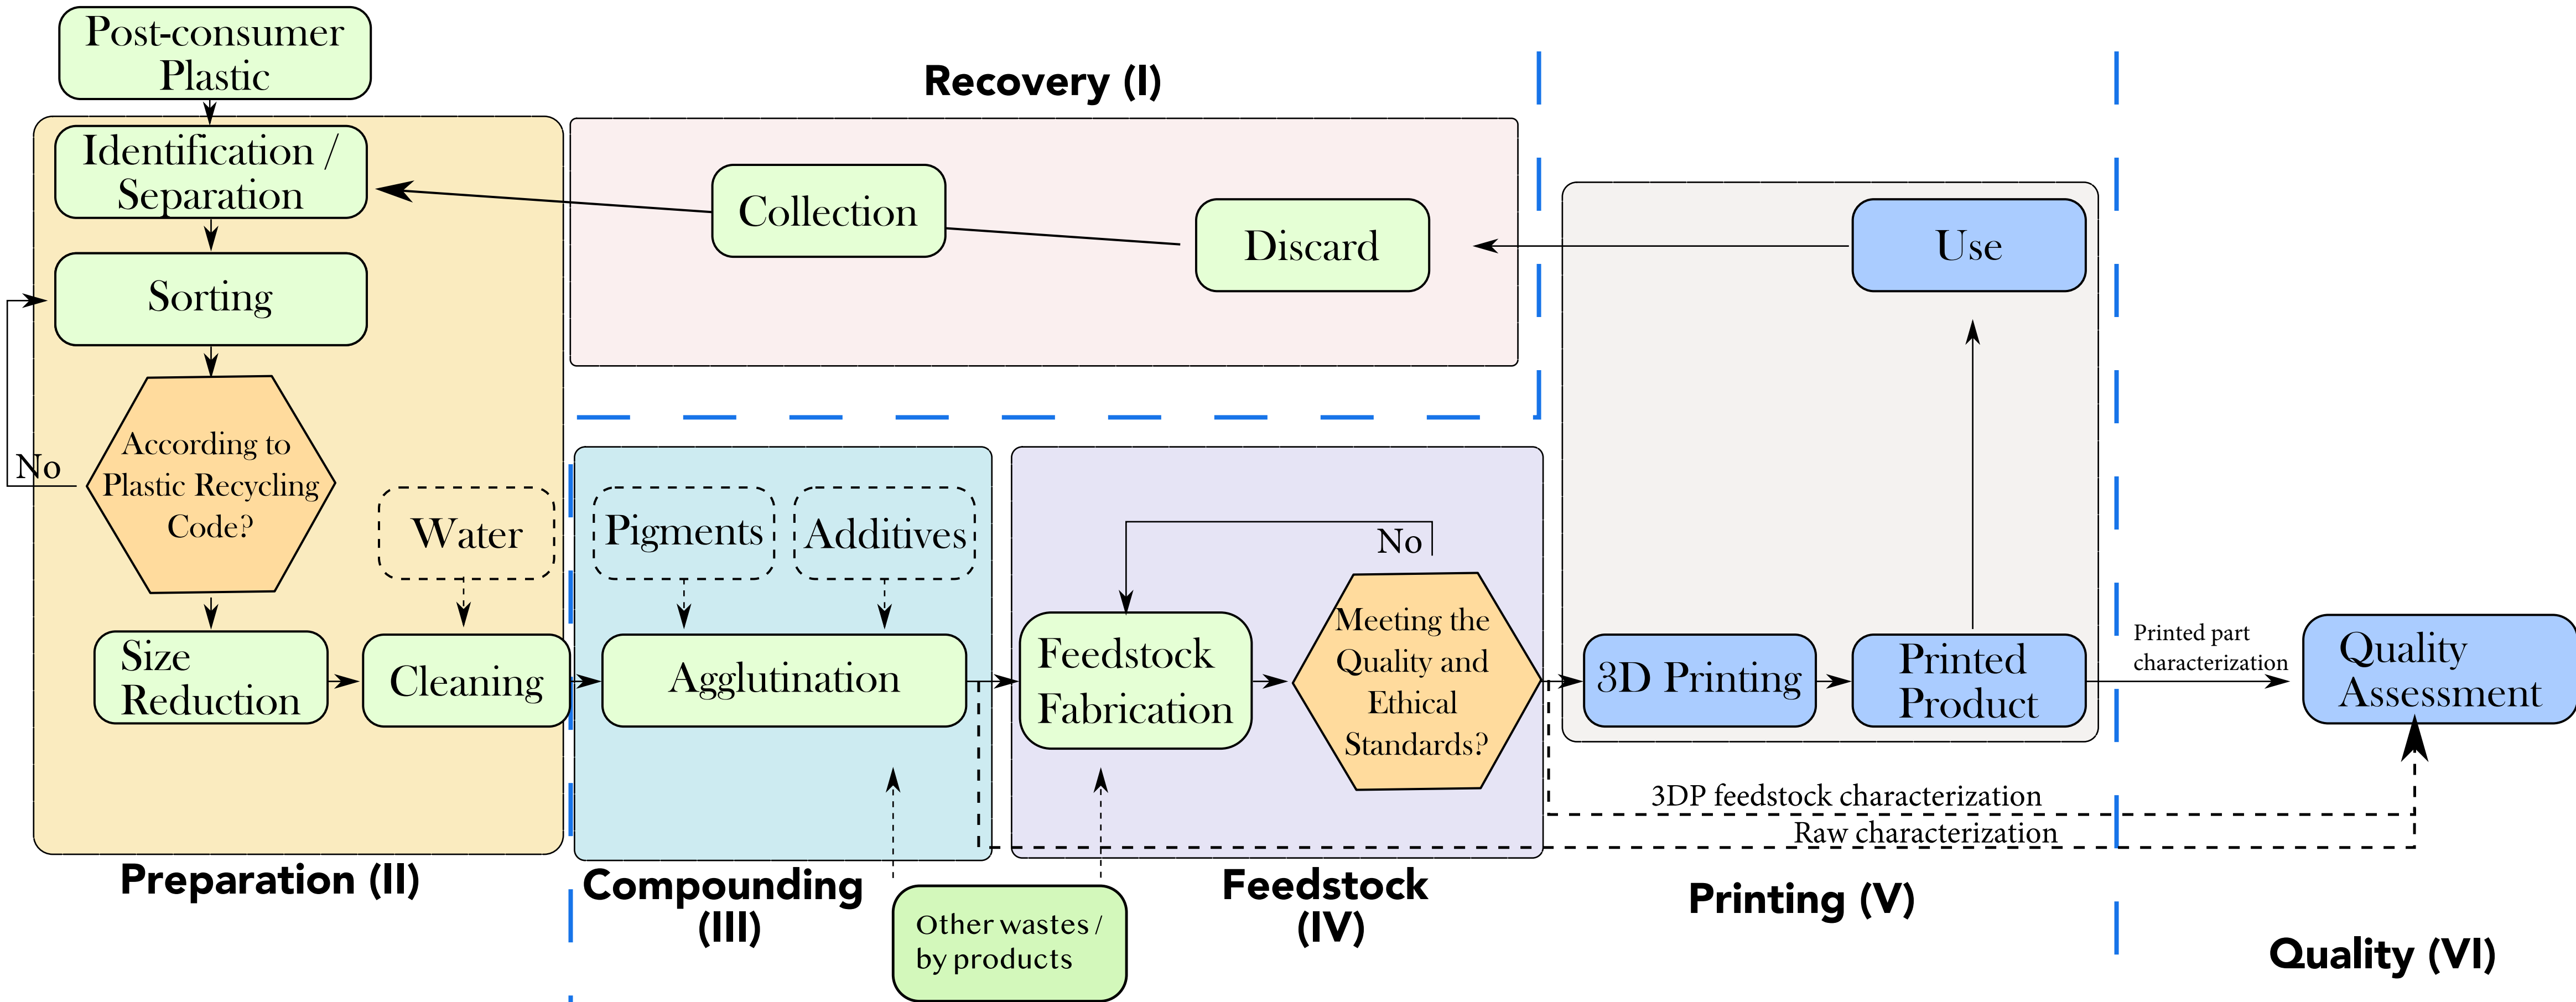 Post-consumer
Plastic
Recovery (I)
Identification /
Separation
Collection
Discard
Use
Sorting
According to
Plastic Recycling
Code?
No
Water
Pigments
Additives
No
Size
Reduction
Cleaning
Agglutination
Feedstock
Fabrication
Meeting the
Quality and
Ethical
Standards?
3D Printing
Printed
Product
Printed part
characterization
Quality
Assessment
3DP feedstock characterization
Raw characterization
Preparation (II)
Compounding
(III)
Other wastes /
by products
Feedstock
(IV)
Printing (V)
Quality (VI)